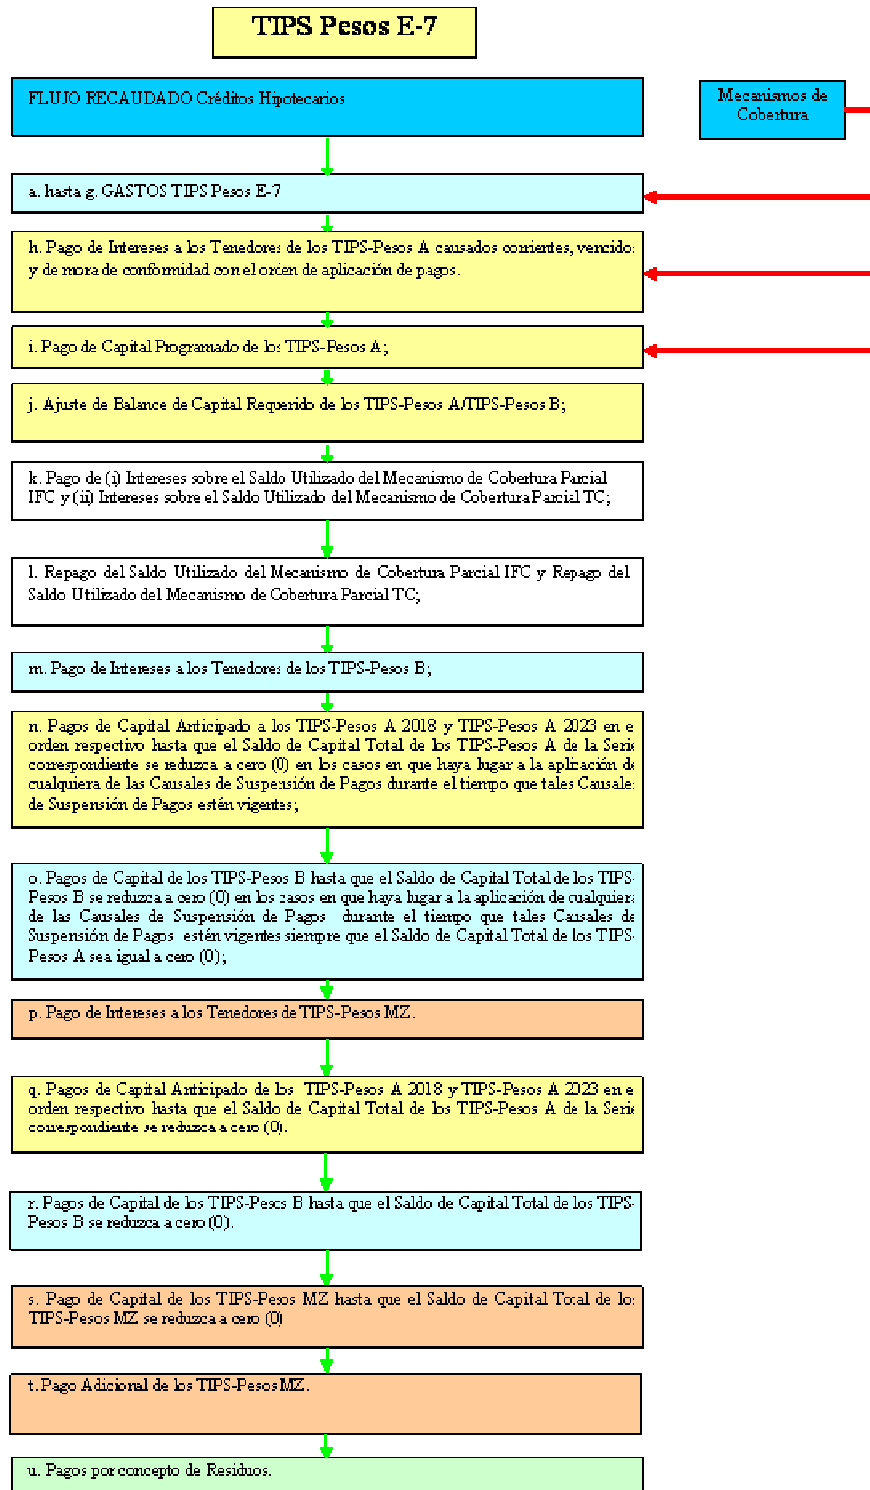 TIPS Pesos E-7
FLUJO RECAUDADO Créditos Hipotecarios
Mecanismos de
Cobertura
a. hasta g. GASTOS TIPS Pesos E-7
h. Pago de Intereses a los Tenedores de los TIPS-Pesos A causados corrientes, vencidos
y de mora de conformidad con el orden de aplicación de pagos.
i. Pago de Capital Programado de los TIPS-Pesos A;
j. Ajuste de Balance de Capital Requerido de los TIPS-Pesos A/TIPS-Pesos B;
k. Pago de (i) Intereses sobre el Saldo Utilizado del Mecanismo de Cobertura Parcial
IFC y (ii) Intereses sobre el Saldo Utilizado del Mecanismo de Cobertura Parcial TC;
l. Repago del Saldo Utilizado del Mecanismo de Cobertura Parcial IFC y Repago del
Saldo Utilizado del Mecanismo de Cobertura Parcial TC;
m. Pago de Intereses a los Tenedores de los TIPS-Pesos B;
n. Pagos de Capital Anticipado a los TIPS-Pesos A 2018 y TIPS-Pesos A 2023 en e
orden respectivo hasta que el Saldo de Capital Total de los TIPS-Pesos A de la Serie
correspondiente se reduzca a cero (0) en los casos en que haya lugar a la aplicación de
cualquiera de las Causales de Suspensión de Pagos durante el tiempo que tales Causales
de Suspensión de Pagos estén vigentes;
o. Pagos de Capital de los TIPS-Pesos B hasta que el Saldo de Capital Total de los TIPS-
Pesos B se reduzca a cero (0) en los casos en que haya lugar a la aplicación de cualquiera
de las Causales de Suspensión de Pagos durante el tiempo que tales Causales de
Suspensión de Pagos estén vigentes siempre que el Saldo de Capital Total de los TIPS-
Pesos A sea igual a cero (0);
p. Pago de Intereses a los Tenedores de TIPS-Pesos MZ.
q. Pagos de Capital Anticipado de los TIPS-Pesos A 2018 y TIPS-Pesos A 2023 en e
orden respectivo hasta que el Saldo de Capital Total de los TIPS-Pesos A de la Serie
correspondiente se reduzca a cero (0).
r. Pagos de Capital de los TIPS-Pesos B hasta que el Saldo de Capital Total de los TIPS-
Pesos B se reduzca a cero (0).
s. Pago de Capital de los TIPS-Pesos MZ hasta que el Saldo de Capital Total de los
TIPS-Pesos MZ se reduzca a cero (0)
t. Pago Adicional de los TIPS-Pesos MZ.
u. Pagos por concepto de Residuos.